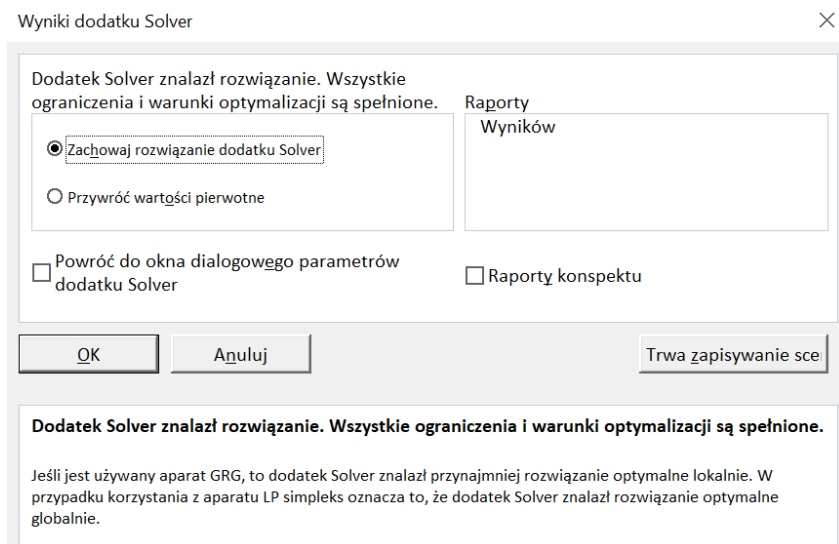 Wyniki dodatku Solver
Dodatek Solver znalazł rozwiązanie. Wszystkie
ograniczenia i warunki optymalizacji są spełnione.
Raporty
Wyników
Zachowaj rozwiązanie dodatku Solver
Przywróć wartości pierwotne
Powróć do okna dialogowego parametrów
dodatku Solver
Raporty konspektu
OK
Anuluj
Trwa zapisywanie sce
Dodatek Solver znalazł rozwiązanie. Wszystkie ograniczenia i warunki optymalizacji są spełnione.
Jeśli jest używany aparat GRG, to dodatek Solver znalazł przynajmniej rozwiązanie optymalne lokalnie. W
przypadku korzystania z aparatu LP simpleks oznacza to, że dodatek Solver znalazł rozwiązanie optymalne
globalnie.